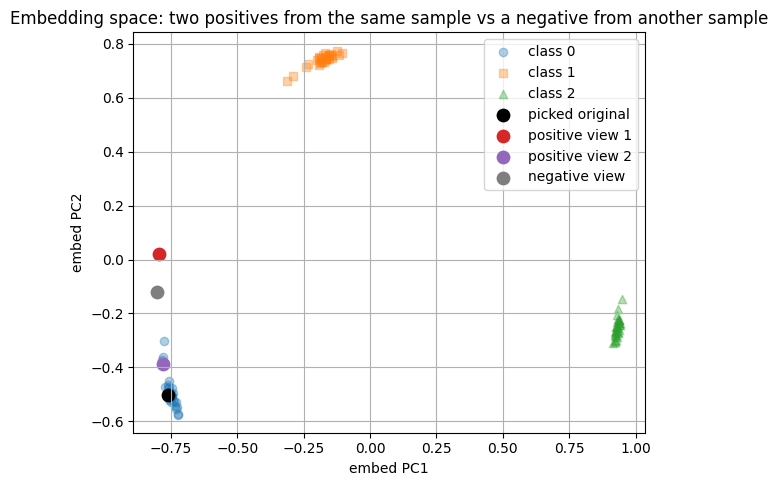 Embedding space: two positives from the same sample vs a negative from another sample
class 0
class 1
class 2
picked original
positive view 1
positive view 2
negative view
embed PC2
0.8
0.6
0.4
0.2
0.0
−0.2
−0.4
−0.6
−0.75
−0.50
−0.25
0.00
0.25
0.50
0.75
1.00
embed PC1